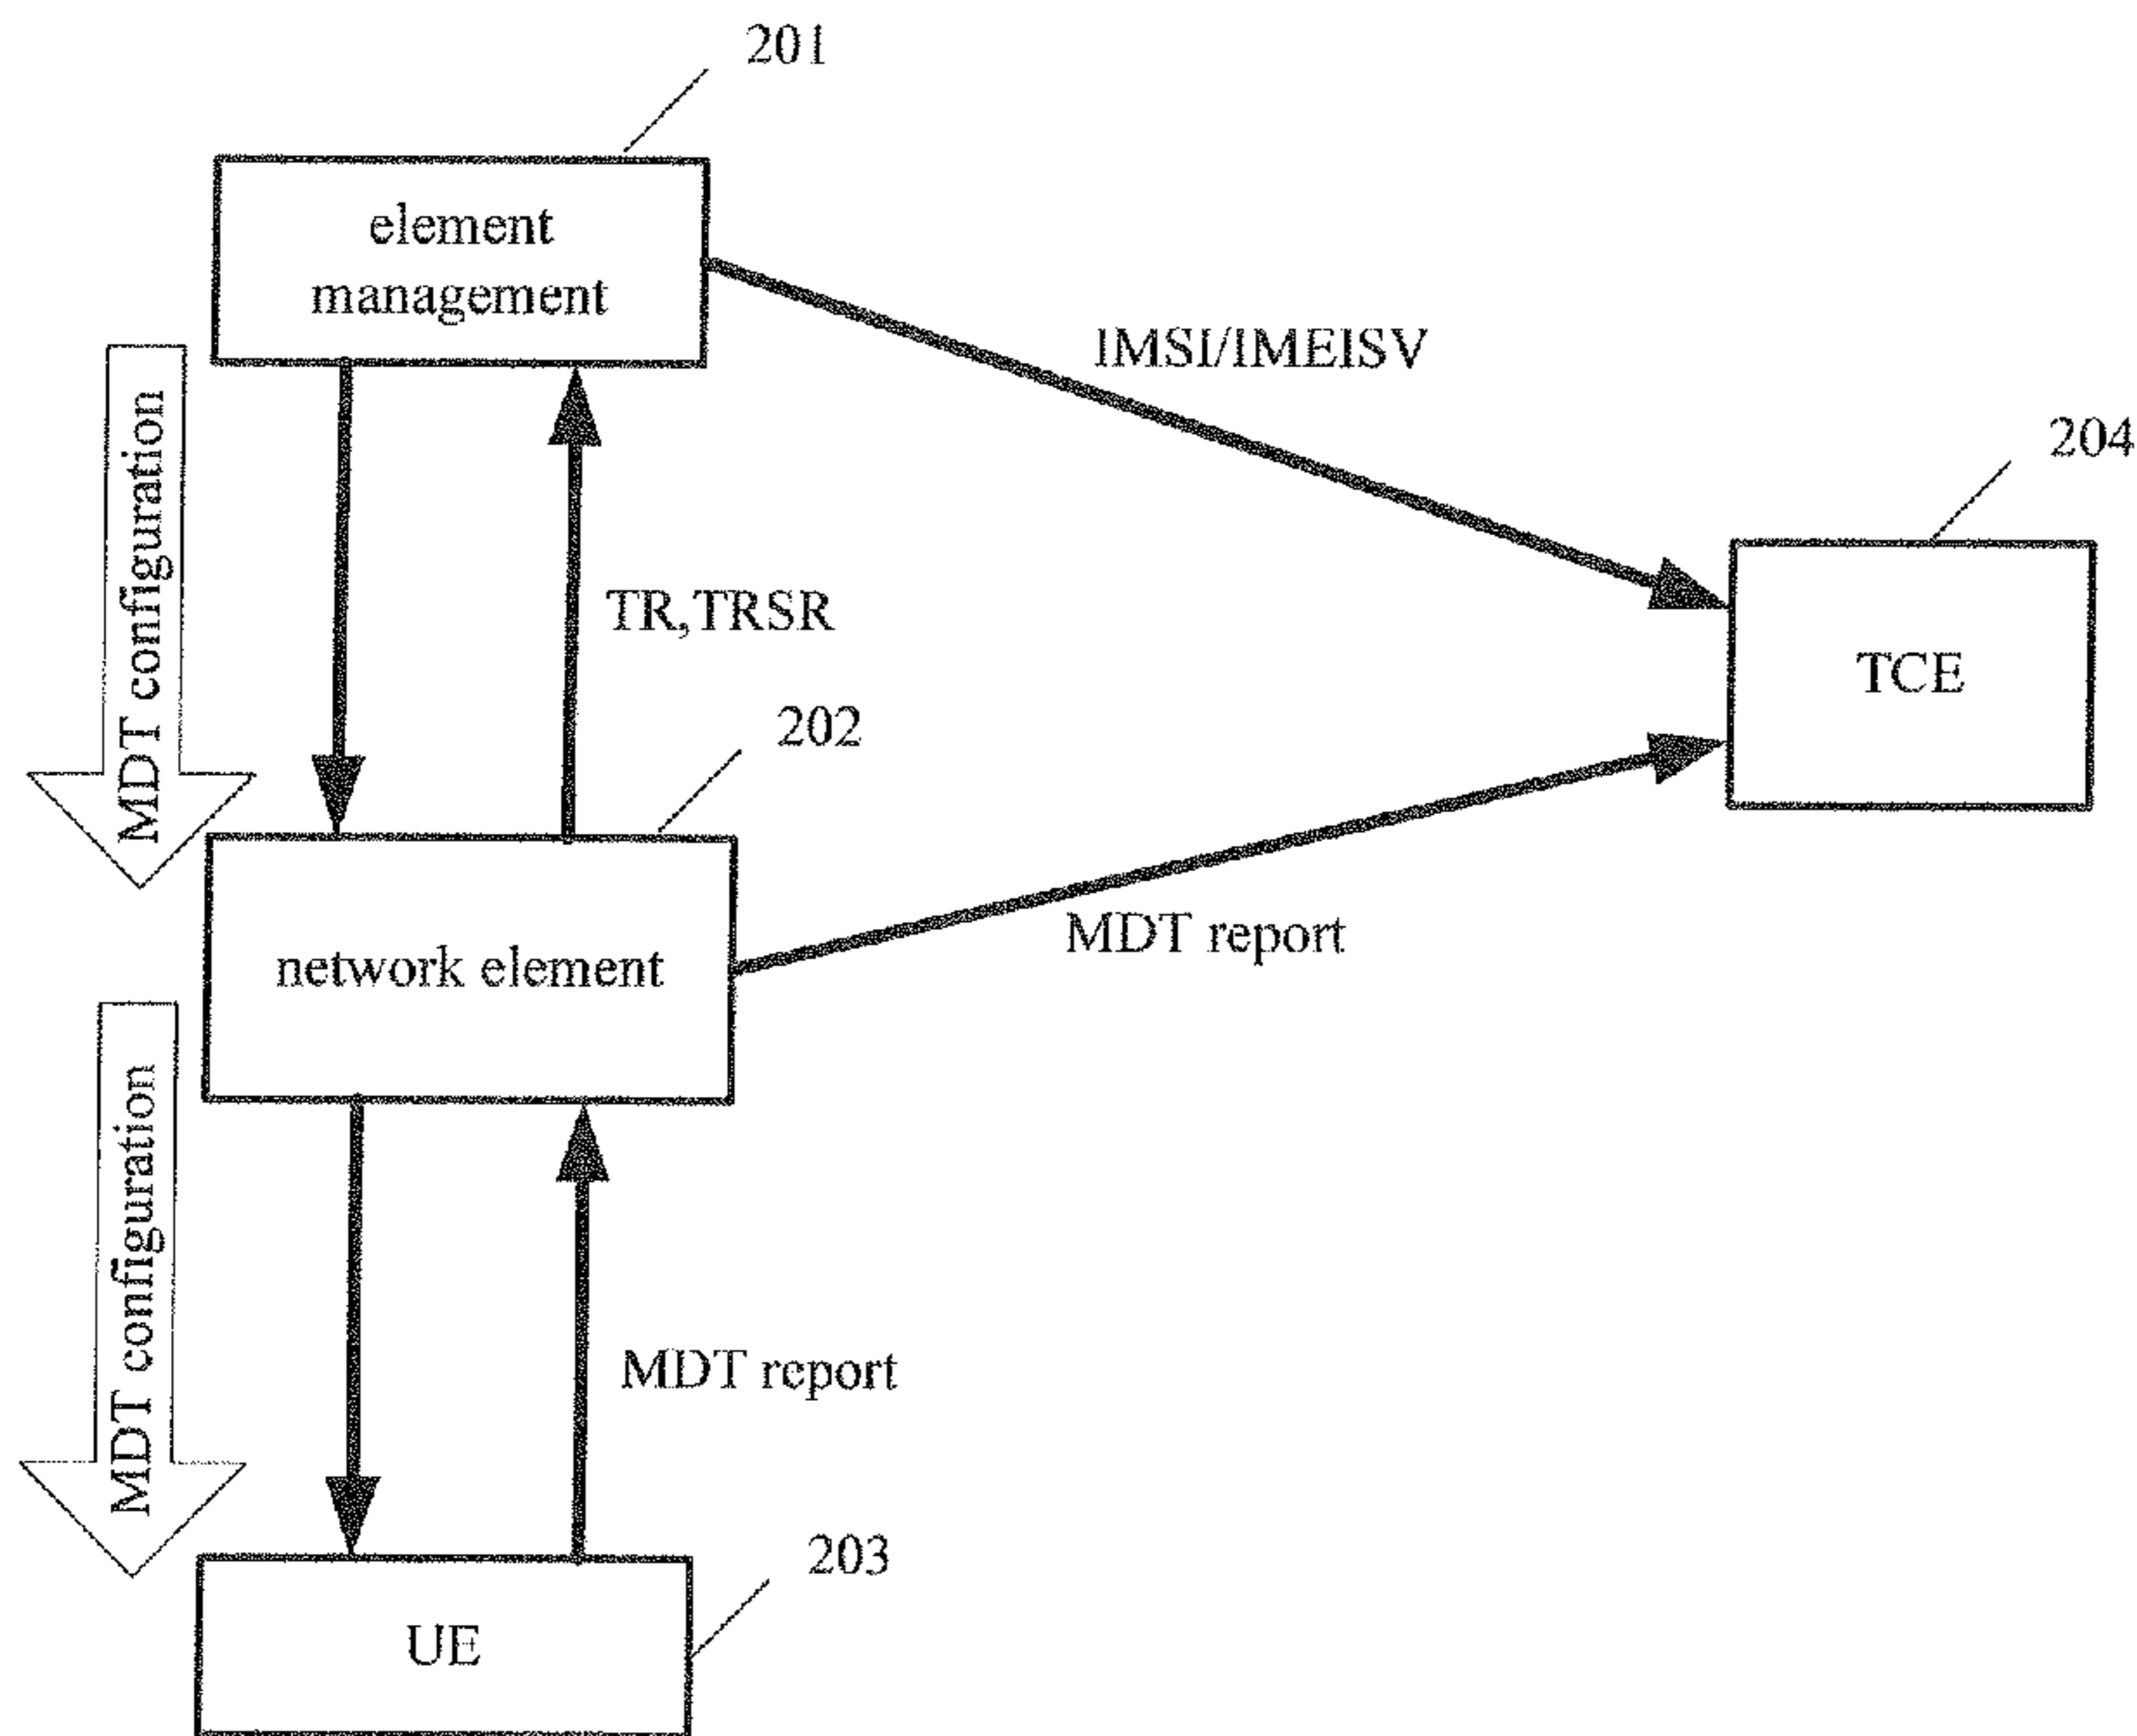 201
element
management
IMSI/IMEISV
MDT configuration
204
TR,TRSR
TCE
202
network element
MDT report
MDT configuration
MDT report
203
UE